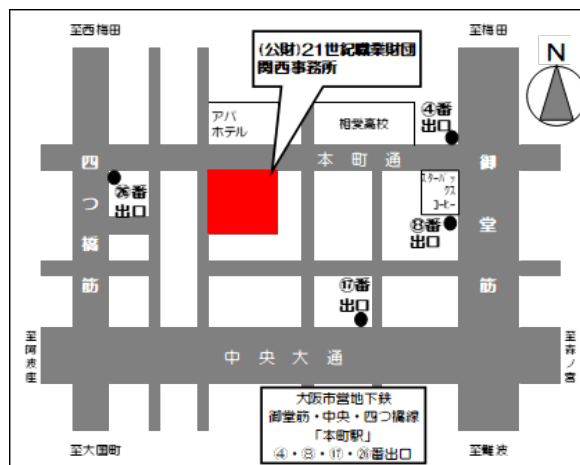 至西梅田
至梅田
(公財)21世紀職業財団
関西事務所
N
アパ
ホテル
相愛高校
④番
出口
本町通
四つ橋筋
御堂筋
㉖番
出口
スターバッ
クス
コーヒー
⑧番
出口
⑰番
出口
至阿波座
中央大通
至森ノ宮
大阪市営地下鉄
御堂筋・中央・四つ橋線
「本町駅」
④・⑧・⑰・㉖番出口
至大国町
至難波